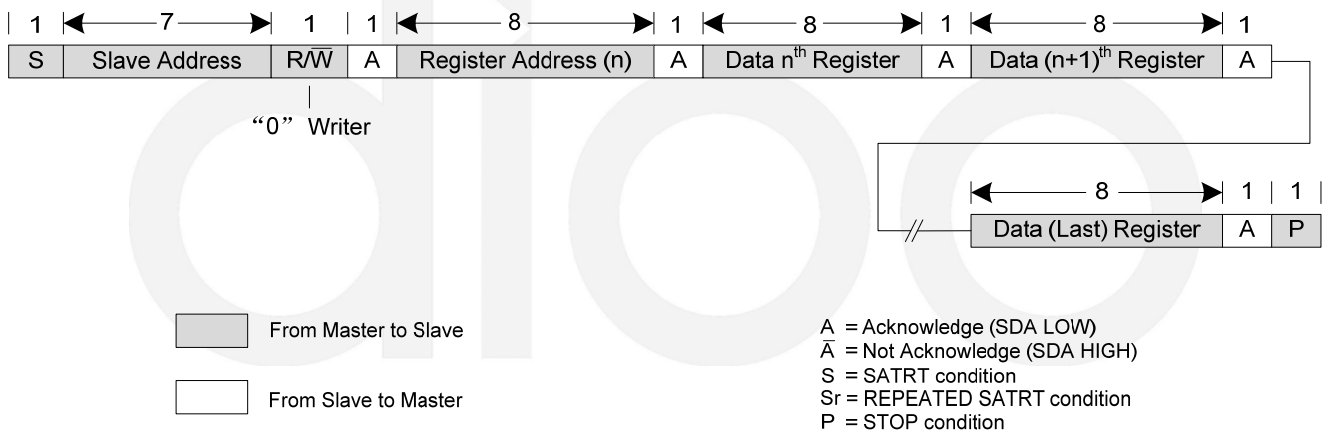 1 7 1 1 8 1 8 1 8 1
S Slave Address R/W̅ A Register Address (n) A Data nth Register A Data (n+1)th Register A
“0” Writer
8 1 1
// Data (Last) Register A P
From Master to Slave
From Slave to Master
A = Acknowledge (SDA LOW)
A̅ = Not Acknowledge (SDA HIGH)
S = SATRT condition
Sr = REPEATED SATRT condition
P = STOP condition
dioo